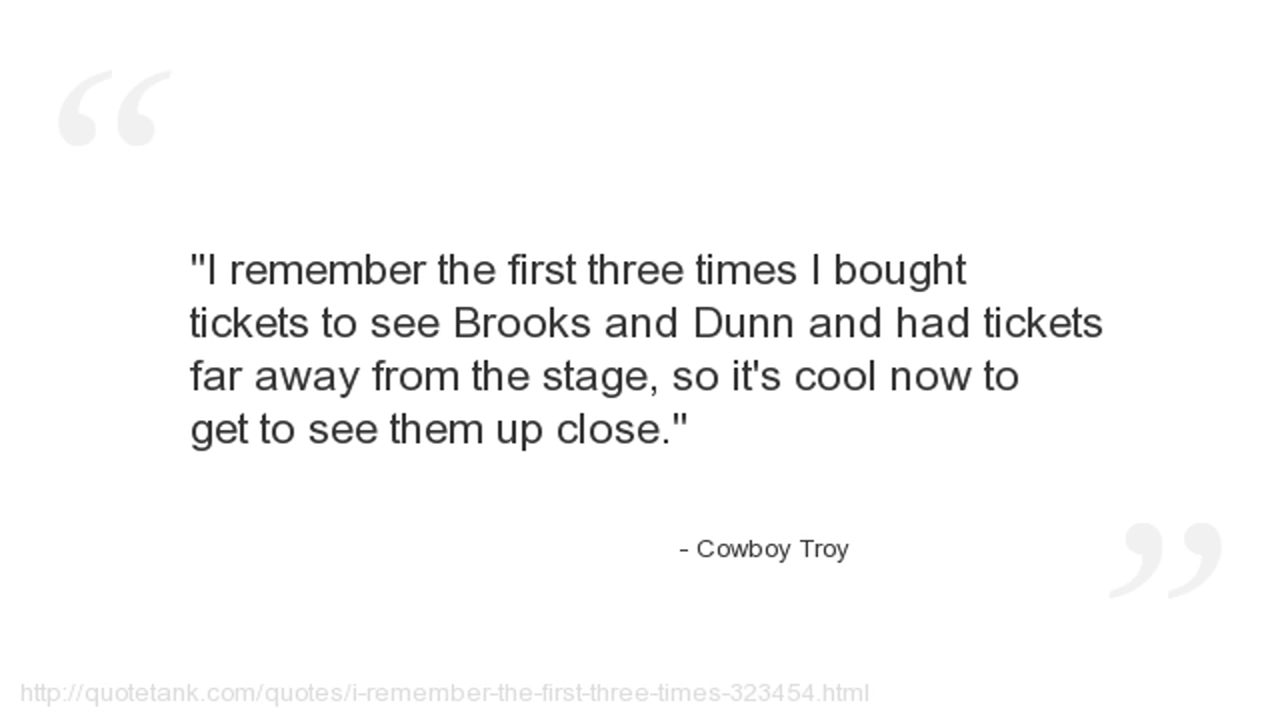 "I remember the first three times I bought
tickets to see Brooks and Dunn and had tickets
far away from the stage, so it's cool now to
get to see them up close."
- Cowboy Troy
http://quotetank.com/quotes/i-remember-the-first-three-times-323454.html